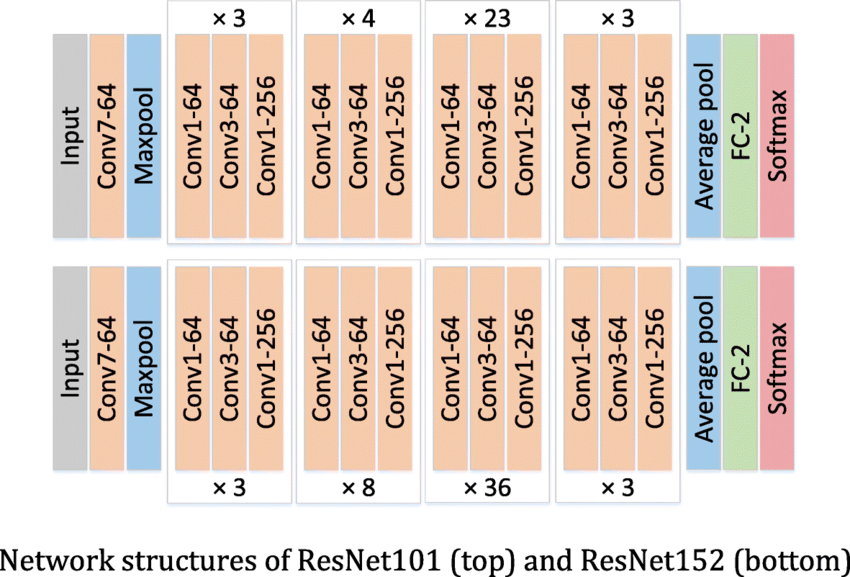 × 3
× 4
× 23
× 3
Input
Conv7-64
Maxpool
Conv1-64
Conv3-64
Conv1-256
Conv1-64
Conv3-64
Conv1-256
Conv1-64
Conv3-64
Conv1-256
Conv1-64
Conv3-64
Conv1-256
Average pool
FC-2
Softmax
Input
Conv7-64
Maxpool
Conv1-64
Conv3-64
Conv1-256
Conv1-64
Conv3-64
Conv1-256
Conv1-64
Conv3-64
Conv1-256
Conv1-64
Conv3-64
Conv1-256
Average pool
FC-2
Softmax
× 3
× 8
× 36
× 3
Network structures of ResNet101 (top) and ResNet152 (bottom)